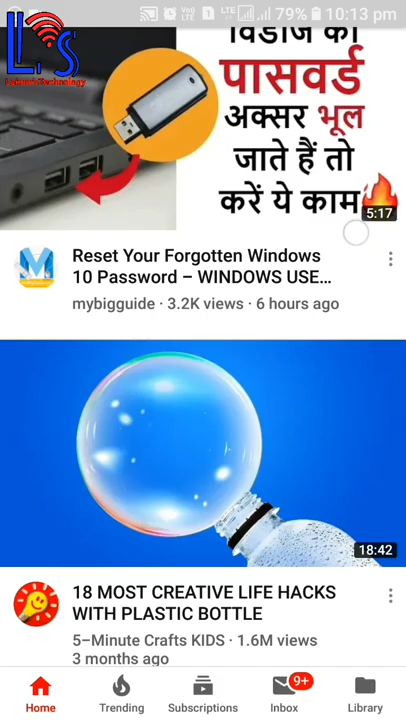 79% 10:13 pm
LS
विंडोज का
पासवर्ड
अक्सर भूल
जाते हैं तो
करें ये काम
5:17
Reset Your Forgotten Windows
10 Password – WINDOWS USE...
mybigguide · 3.2K views · 6 hours ago
18:42
18 MOST CREATIVE LIFE HACKS
WITH PLASTIC BOTTLE
5–Minute Crafts KIDS · 1.6M views
3 months ago
9+
Home Trending Subscriptions Inbox Library